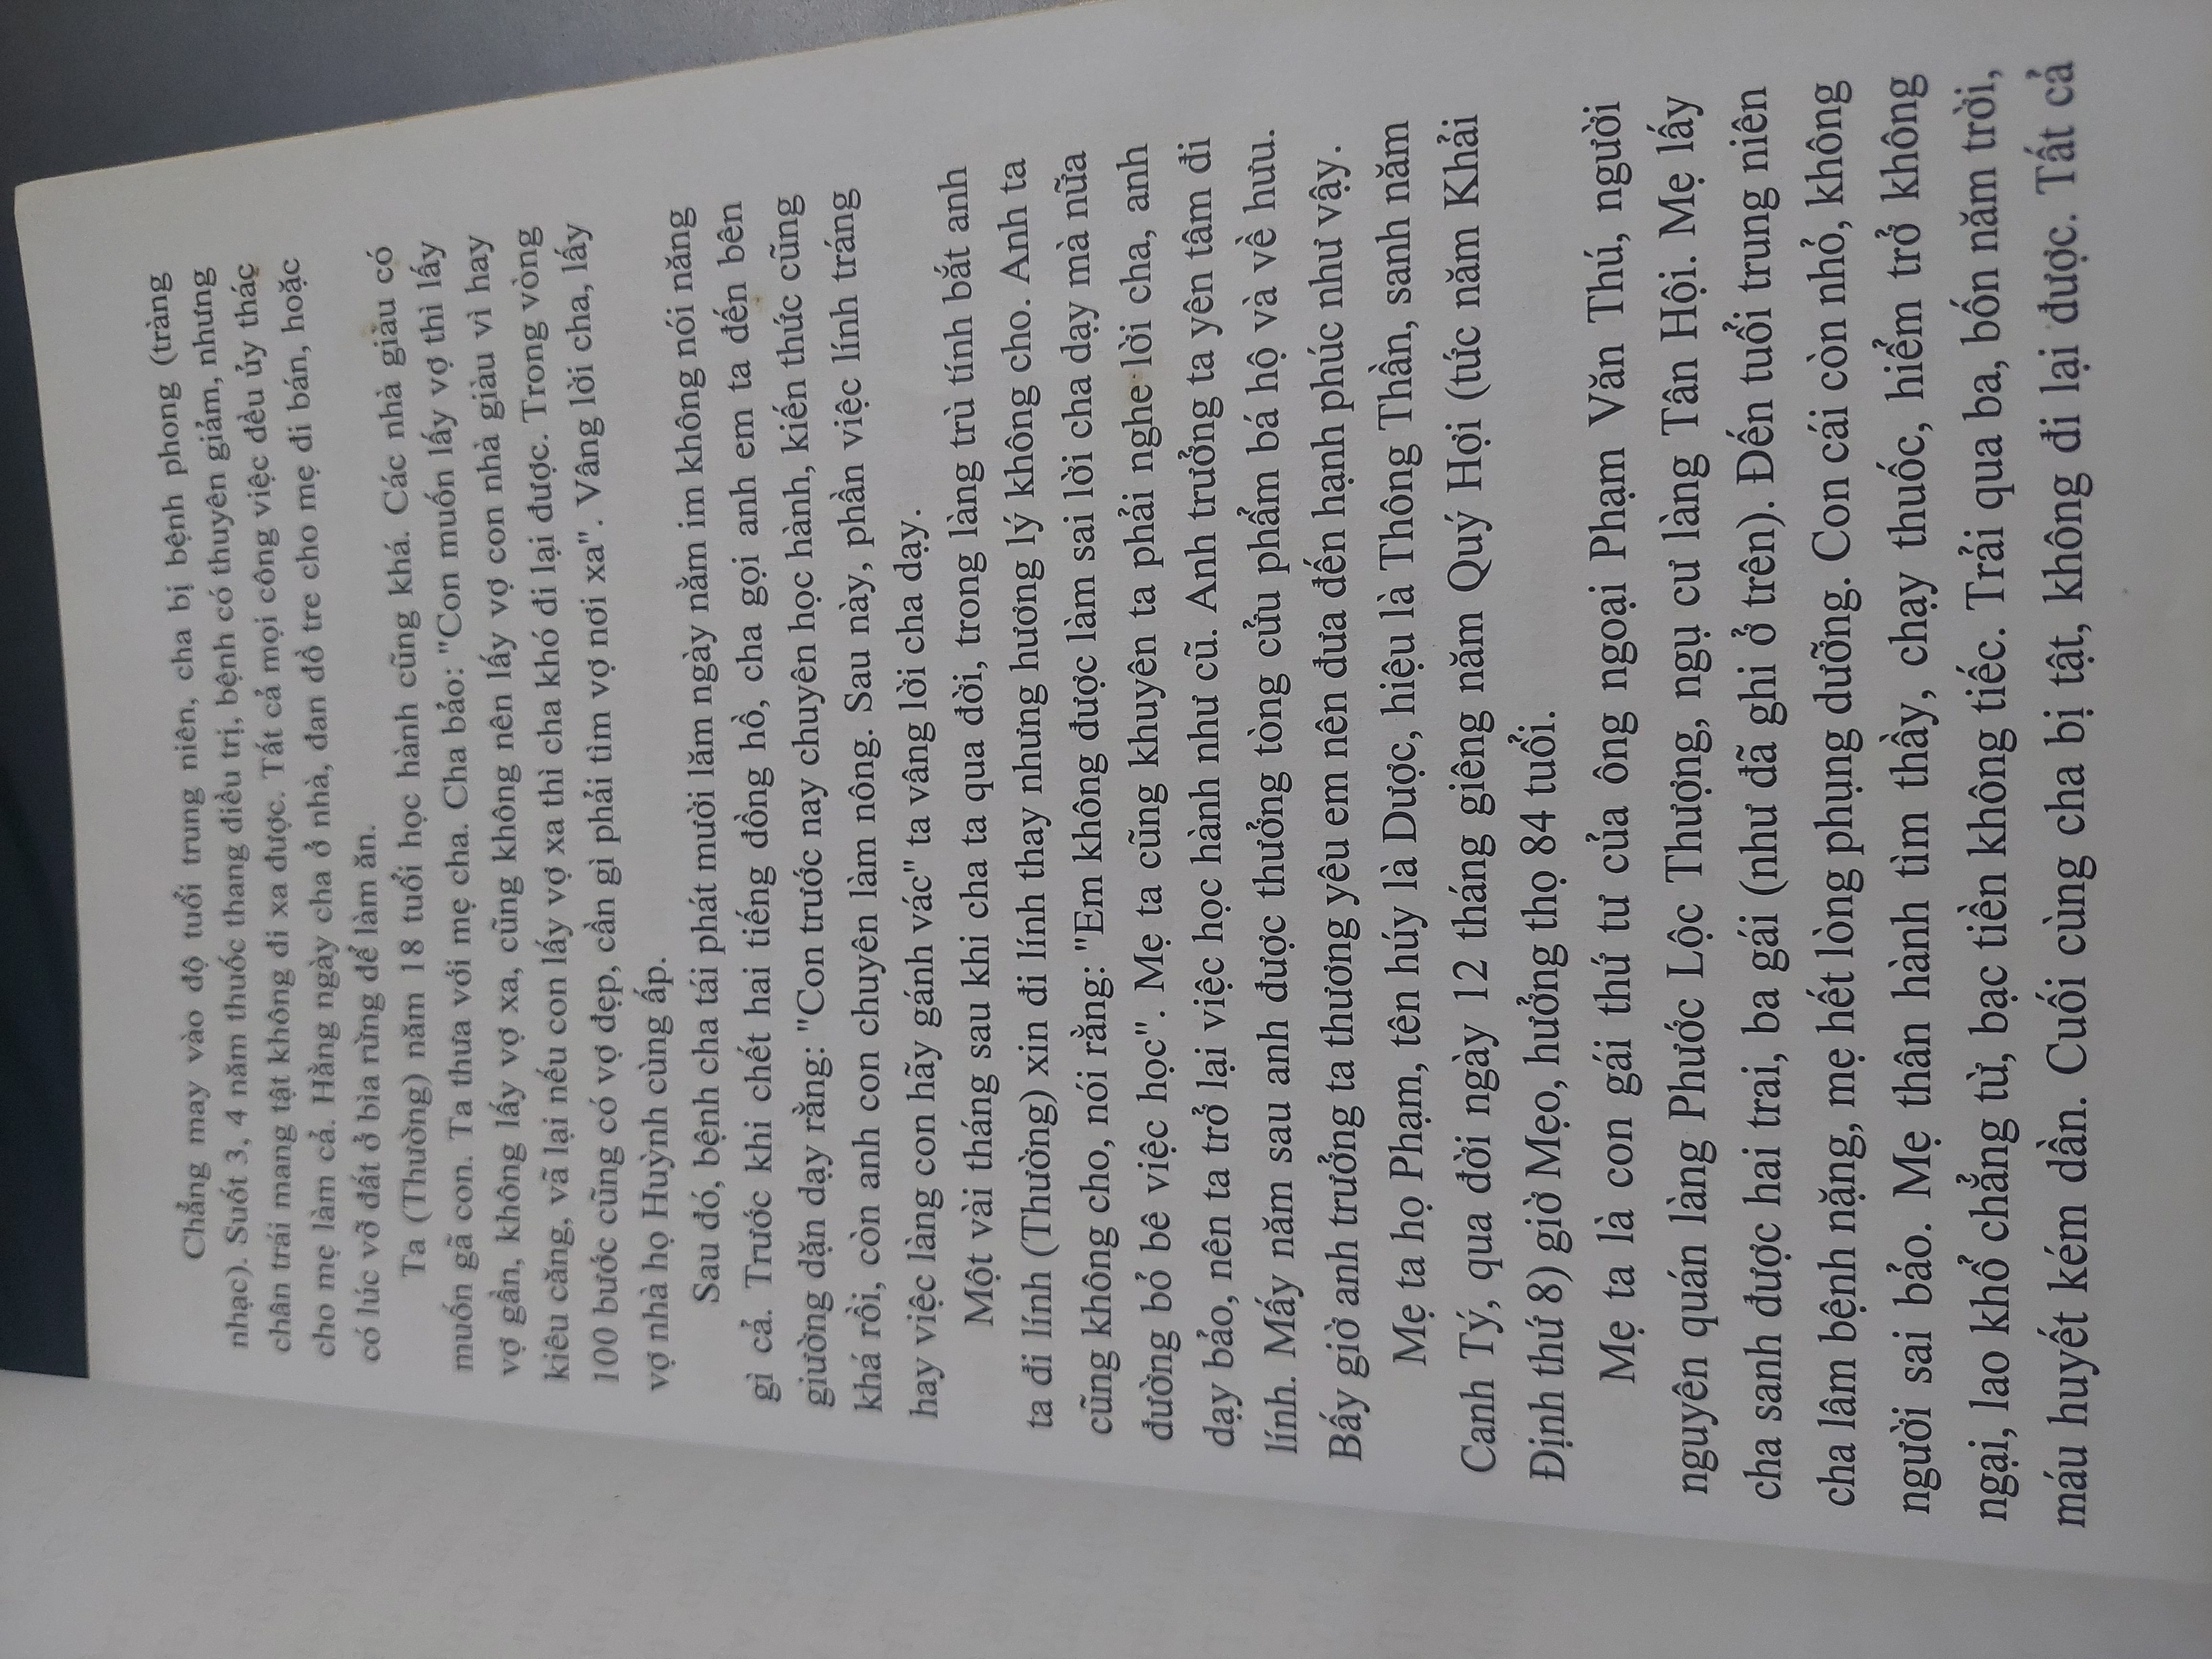 Chẳng may vào độ tuổi trung niên, cha bị bệnh phong (tràng
nhạc). Suốt 3, 4 năm thuốc thang điều trị, bệnh có thuyên giảm, nhưng
chân trái mang tật không đi xa được. Tất cả mọi công việc đều ủy thác
cho mẹ làm cả. Hằng ngày cha ở nhà, đan đồ tre cho mẹ đi bán, hoặc
có lúc vỡ đất ở bìa rừng để làm ăn.
Ta (Thường) năm 18 tuổi học hành cũng khá. Các nhà giàu có
muốn gã con. Ta thưa với mẹ cha. Cha bảo: "Con muốn lấy vợ thì lấy
vợ gần, không lấy vợ xa, cũng không nên lấy vợ con nhà giàu vì hay
kiêu căng, vã lại nếu con lấy vợ xa thì cha khó đi lại được. Trong vòng
100 bước cũng có vợ đẹp, cần gì phải tìm vợ nơi xa". Vâng lời cha, lấy
vợ nhà họ Huỳnh cùng ấp.
Sau đó, bệnh cha tái phát mười lăm ngày nằm im không nói năng
gì cả. Trước khi chết hai tiếng đồng hồ, cha gọi anh em ta đến bên
giường dặn dạy rằng: "Con trước nay chuyên học hành, kiến thức cũng
khá rồi, còn anh con chuyên làm nông. Sau này, phần việc lính tráng
hay việc làng con hãy gánh vác" ta vâng lời cha dạy.
Một vài tháng sau khi cha ta qua đời, trong làng trù tính bắt anh
ta đi lính (Thường) xin đi lính thay nhưng hương lý không cho. Anh ta
cũng không cho, nói rằng: "Em không được làm sai lời cha dạy mà nữa
đường bỏ bê việc học". Mẹ ta cũng khuyên ta phải nghe lời cha, anh
dạy bảo, nên ta trở lại việc học hành như cũ. Anh trưởng ta yên tâm đi
lính. Mấy năm sau anh được thưởng tòng cửu phẩm bá hộ và về hưu.
Bấy giờ anh trưởng ta thương yêu em nên đưa đến hạnh phúc như vậy.
Mẹ ta họ Phạm, tên húy là Dược, hiệu là Thông Thần, sanh năm
Canh Tý, qua đời ngày 12 tháng giêng năm Quý Hợi (tức năm Khải
Định thứ 8) giờ Mẹo, hưởng thọ 84 tuổi.
Mẹ ta là con gái thứ tư của ông ngoại Phạm Văn Thú, người
nguyên quán làng Phước Lộc Thượng, ngụ cư làng Tân Hội. Mẹ lấy
cha sanh được hai trai, ba gái (như đã ghi ở trên). Đến tuổi trung niên
cha lâm bệnh nặng, mẹ hết lòng phụng dưỡng. Con cái còn nhỏ, không
người sai bảo. Mẹ thân hành tìm thầy, chạy thuốc, hiểm trở không
ngại, lao khổ chẳng từ, bạc tiền không tiếc. Trải qua ba, bốn năm trời,
máu huyết kém dần. Cuối cùng cha bị tật, không đi lại được. Tất cả